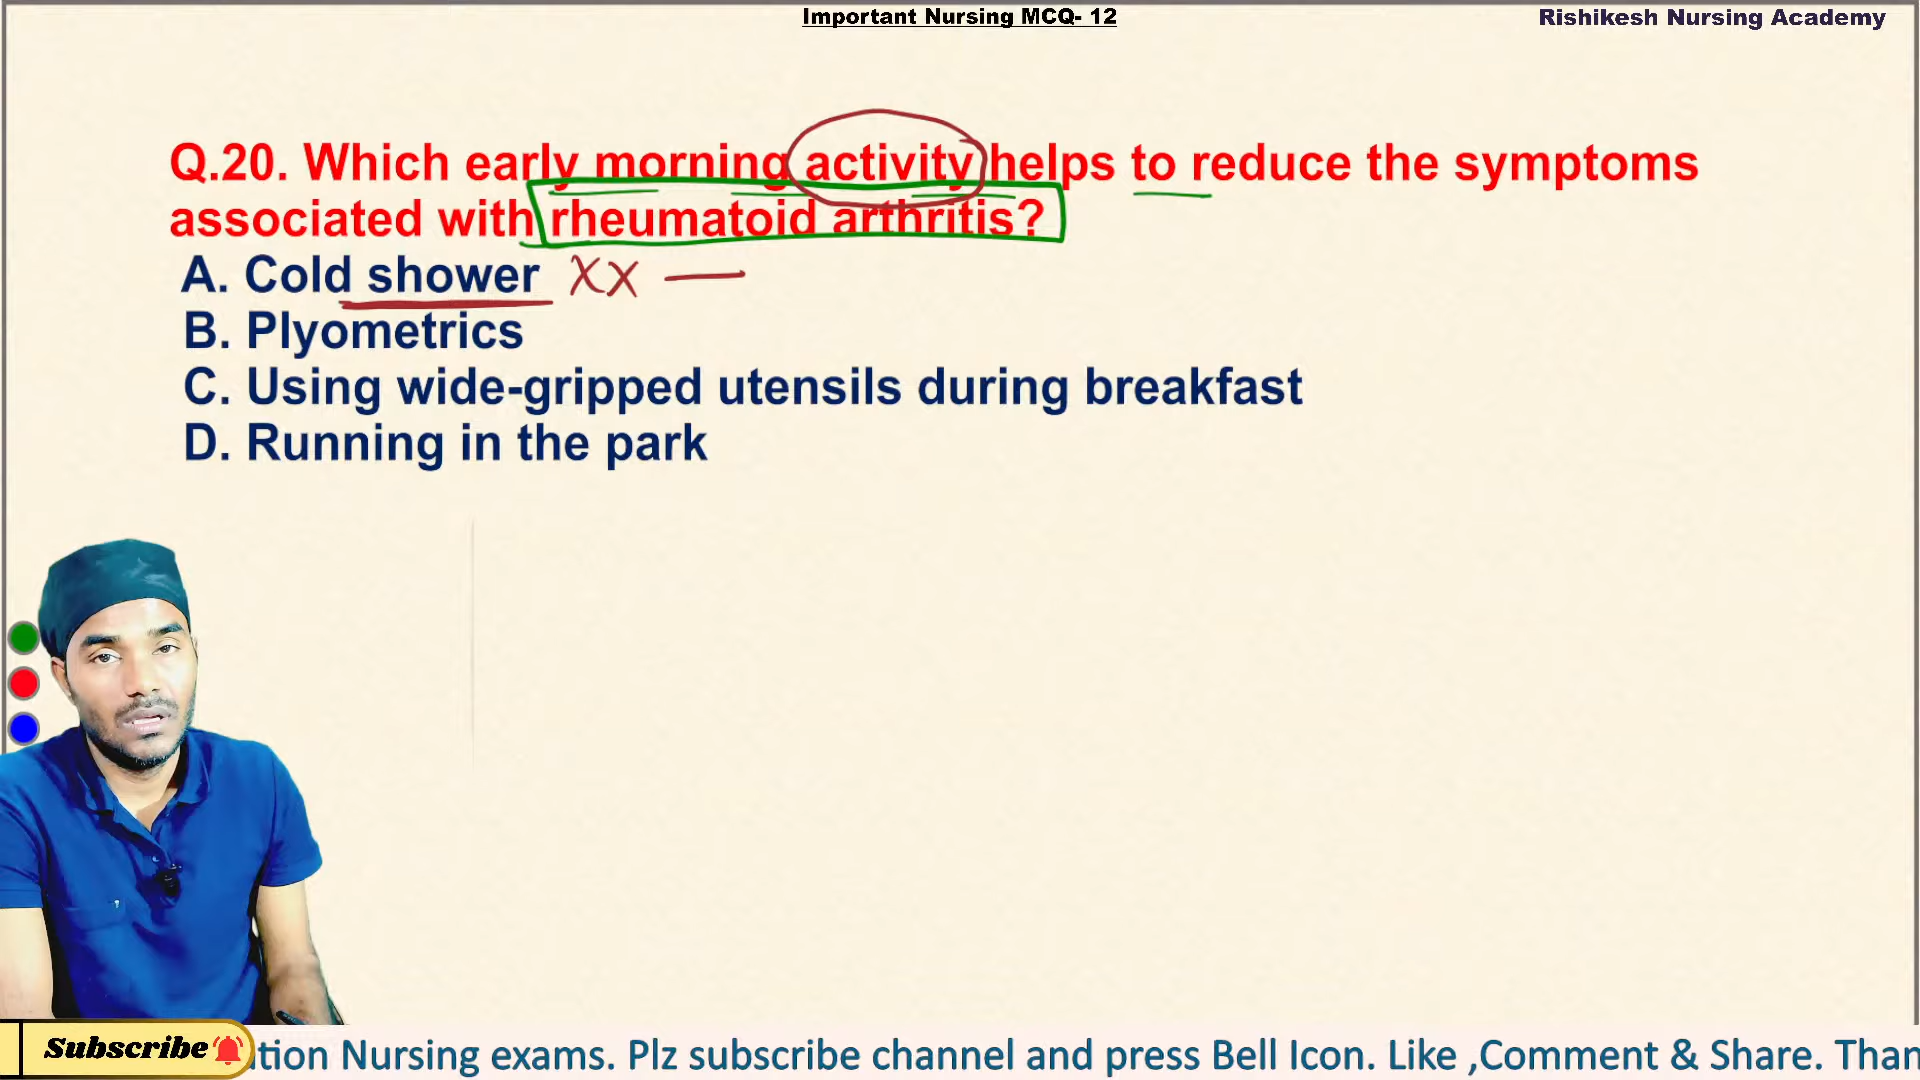 Important Nursing MCQ- 12
Rishikesh Nursing Academy
Q.20. Which early morning activity helps to reduce the symptoms
associated with rheumatoid arthritis?
A. Cold shower XX —
B. Plyometrics
C. Using wide-gripped utensils during breakfast
D. Running in the park
Subscribe
tion Nursing exams. Plz subscribe channel and press Bell Icon. Like ,Comment & Share. Than